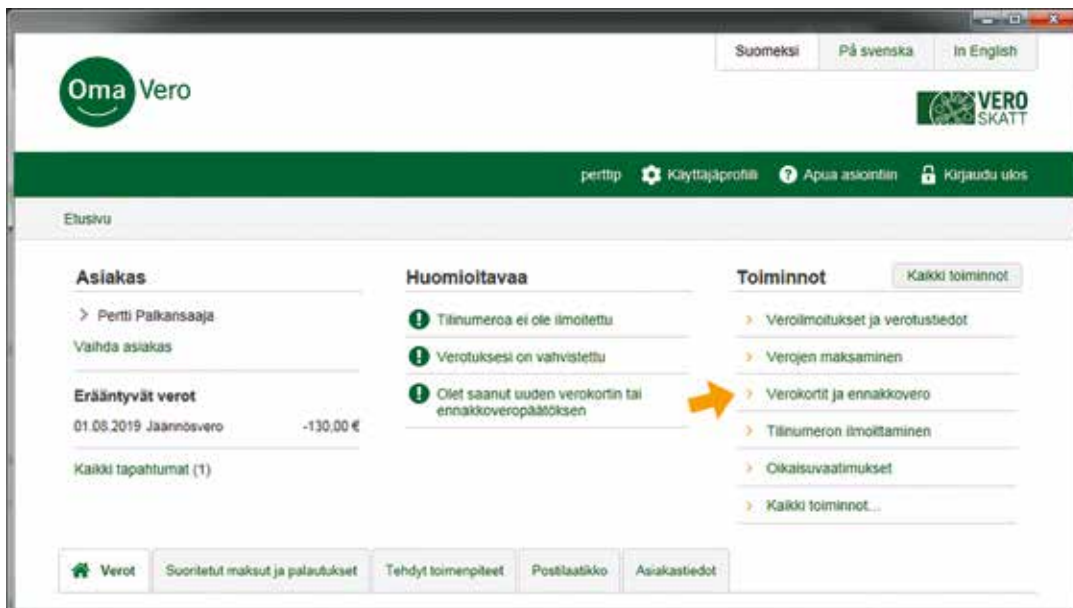 Suomeksi
På svenska
In English
Oma Vero
VERO
SKATT
perttip
Käyttäjäprofiili
Apua asiointiin
Kirjaudu ulos
Etusivu
Asiakas
Pertti Palkansaaja
Vaihda asiakas
Erääntyvät verot
01.08.2019 Jäännösvero -130,00 €
Kaikki tapahtumat (1)
Huomioitavaa
Tilinumeroa ei ole ilmoitettu
Verotuksesi on vahvistettu
Olet saanut uuden verokortin tai
ennakkoveropäätöksen
Toiminnot
Kaikki toiminnot
Veroilmoitukset ja verotustiedot
Verojen maksaminen
Verokortit ja ennakkovero
Tilinumeron ilmoittaminen
Oikaisuvaatimukset
Kaikki toiminnot...
Verot
Suoritetut maksut ja palautukset
Tehdyt toimenpiteet
Postilaatikko
Asiakastiedot